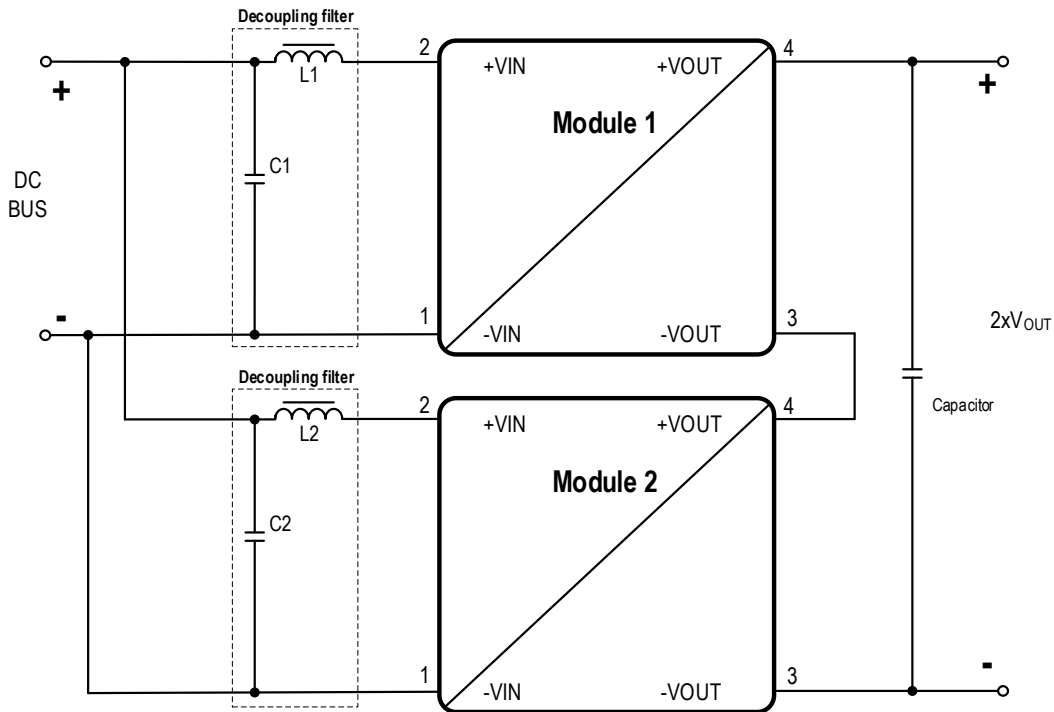 Decoupling filter
2
4
+
L1
+VIN
+VOUT
+
Module 1
C1
DC
BUS
-
1
3
-VIN
-VOUT
2xVOUT
Decoupling filter
2
4
L2
+VIN
+VOUT
Capacitor
Module 2
C2
-
1
3
-VIN
-VOUT